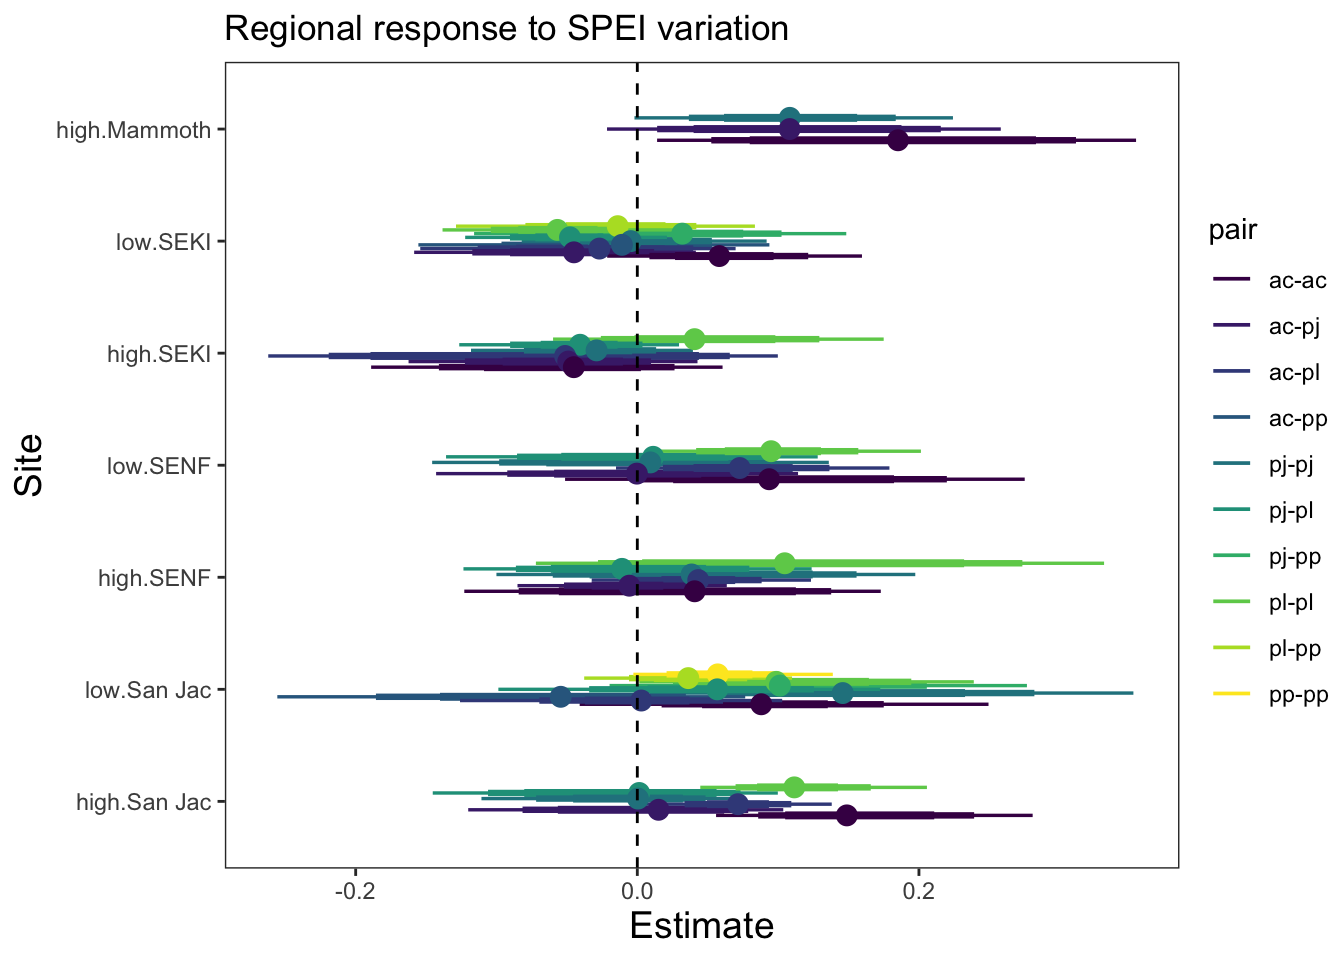 Regional response to SPEI variation
high.Mammoth
low.SEKI
high.SEKI
low.SENF
high.SENF
low.San Jac
high.San Jac
Site
-0.2
0.0
0.2
Estimate
pair
ac-ac
ac-pj
ac-pl
ac-pp
pj-pj
pj-pl
pj-pp
pl-pl
pl-pp
pp-pp